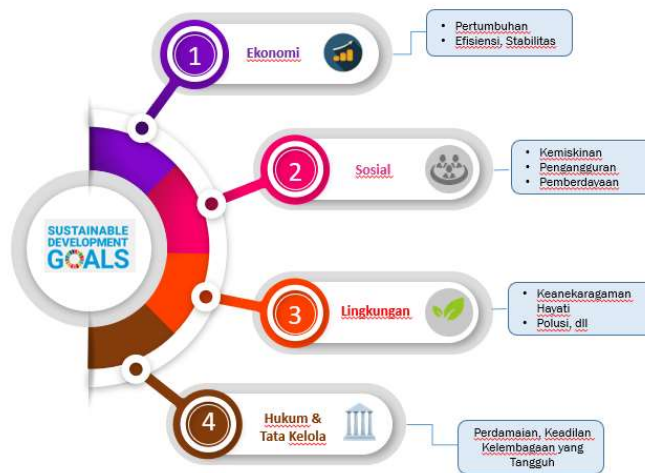 1
Ekonomi
• Pertumbuhan
• Efisiensi, Stabilitas
2
Sosial
• Kemiskinan
• Pengangguran
• Pemberdayaan
SUSTAINABLE
DEVELOPMENT
GOALS
3
Lingkungan
• Keanekaragaman
Hayati
• Polusi, dll
4
Hukum &
Tata Kelola
Perdamaian, Keadilan
Kelembagaan yang
Tangguh